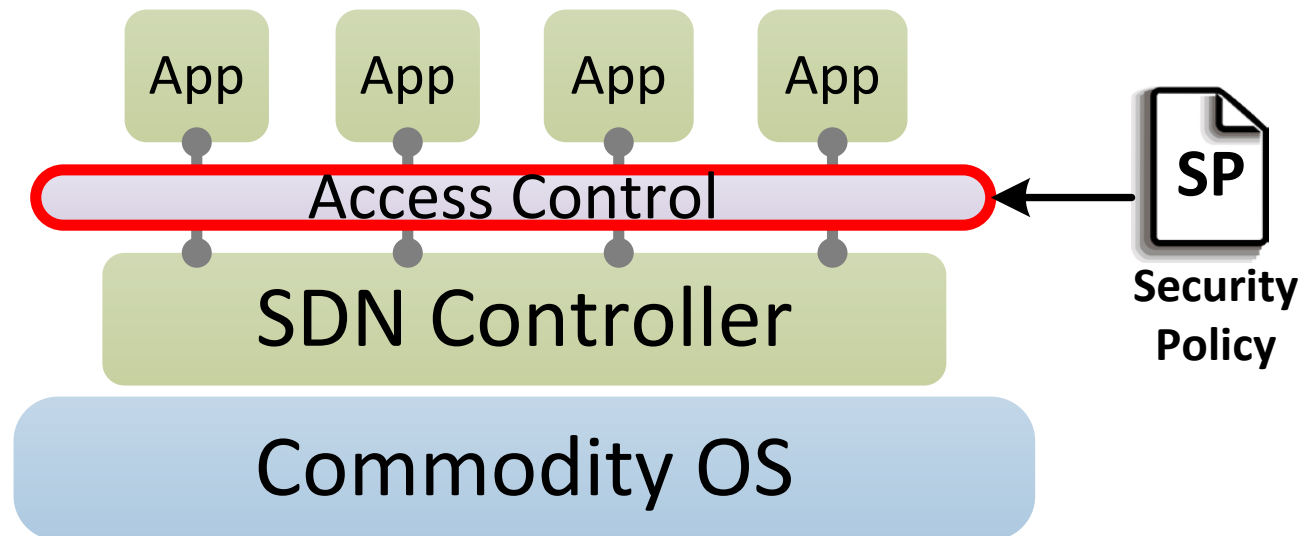 App App App App
Access Control
SP
SDN Controller
Security
Policy
Commodity OS